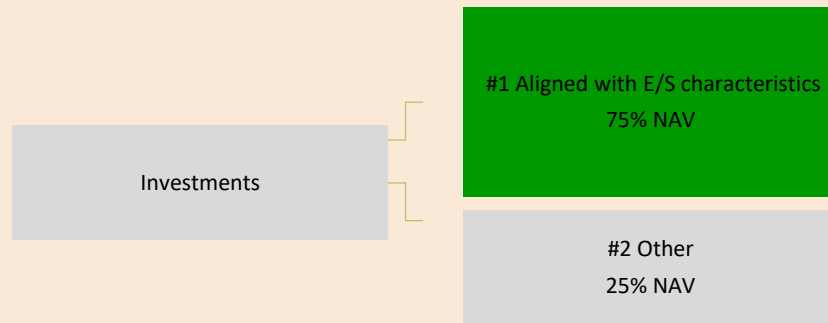 #1 Aligned with E/S characteristics
75% NAV
Investments
#2 Other
25% NAV